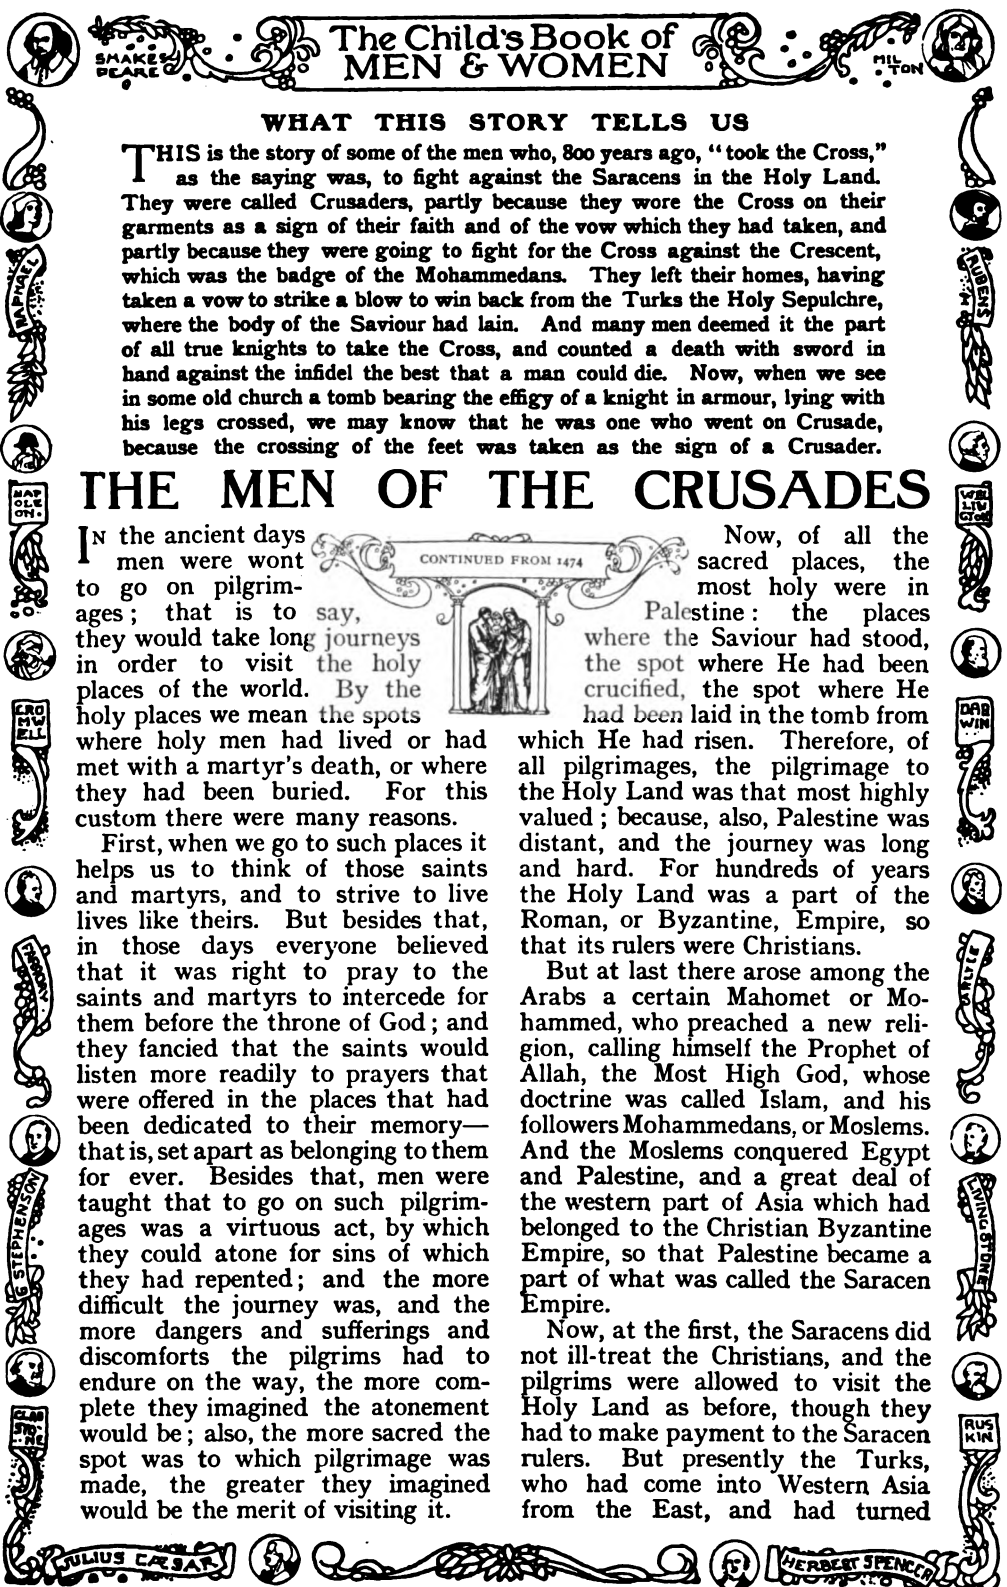 The Child's Book of
MEN & WOMEN
SHAKES
PEARE
MIL
TON
WHAT THIS STORY TELLS US
THIS is the story of some of the men who, 800 years ago, “took the Cross,”
as the saying was, to fight against the Saracens in the Holy Land.
They were called Crusaders, partly because they wore the Cross on their
garments as a sign of their faith and of the vow which they had taken, and
partly because they were going to fight for the Cross against the Crescent,
which was the badge of the Mohammedans. They left their homes, having
taken a vow to strike a blow to win back from the Turks the Holy Sepulchre,
where the body of the Saviour had lain. And many men deemed it the part
of all true knights to take the Cross, and counted a death with sword in
hand against the infidel the best that a man could die. Now, when we see
in some old church a tomb bearing the effigy of a knight in armour, lying with
his legs crossed, we may know that he was one who went on Crusade,
because the crossing of the feet was taken as the sign of a Crusader.
THE MEN OF THE CRUSADES
CONTINUED FROM 1474
IN the ancient days
men were wont
to go on pilgrim-
ages; that is to say,
they would take long journeys
in order to visit the holy
places of the world. By the
holy places we mean the spots
where holy men had lived or had
met with a martyr's death, or where
they had been buried. For this
custom there were many reasons.
First, when we go to such places it
helps us to think of those saints
and martyrs, and to strive to live
lives like theirs. But besides that,
in those days everyone believed
that it was right to pray to the
saints and martyrs to intercede for
them before the throne of God; and
they fancied that the saints would
listen more readily to prayers that
were offered in the places that had
been dedicated to their memory—
that is, set apart as belonging to them
for ever. Besides that, men were
taught that to go on such pilgrim-
ages was a virtuous act, by which
they could atone for sins of which
they had repented; and the more
difficult the journey was, and the
more dangers and sufferings and
discomforts the pilgrims had to
endure on the way, the more com-
plete they imagined the atonement
would be; also, the more sacred the
spot was to which pilgrimage was
made, the greater they imagined
would be the merit of visiting it.
Now, of all the
sacred places, the
most holy were in
Palestine: the places
where the Saviour had stood,
the spot where He had been
crucified, the spot where He
had been laid in the tomb from
which He had risen. Therefore, of
all pilgrimages, the pilgrimage to
the Holy Land was that most highly
valued; because, also, Palestine was
distant, and the journey was long
and hard. For hundreds of years
the Holy Land was a part of the
Roman, or Byzantine, Empire, so
that its rulers were Christians.
But at last there arose among the
Arabs a certain Mahomet or Mo-
hammed, who preached a new reli-
gion, calling himself the Prophet of
Allah, the Most High God, whose
doctrine was called Islam, and his
followers Mohammedans, or Moslems.
And the Moslems conquered Egypt
and Palestine, and a great deal of
the western part of Asia which had
belonged to the Christian Byzantine
Empire, so that Palestine became a
part of what was called the Saracen
Empire.
Now, at the first, the Saracens did
not ill-treat the Christians, and the
pilgrims were allowed to visit the
Holy Land as before, though they
had to make payment to the Saracen
rulers. But presently the Turks,
who had come into Western Asia
from the East, and had turned
RAPHAEL
NAP
OLE
ON.
CRO
MW
ELL
FARADAY
G STEPHENSON
GLAD
STO
NE
JULIUS CÆSAR
RUBENS
WEL
LIN
GTON
DAR
WIN
CARLYLE
LIVINGSTONE
RUS
KIN
HERBERT SPENCER